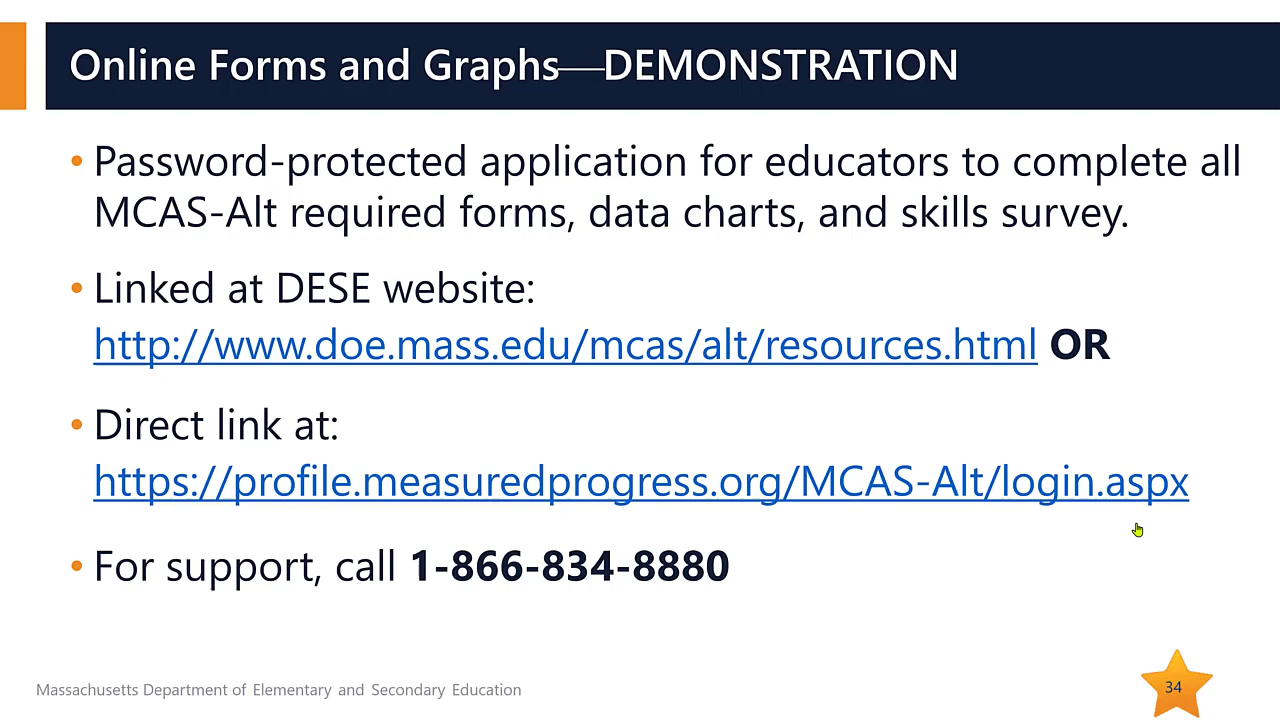 Online Forms and Graphs—DEMONSTRATION
• Password-protected application for educators to complete all
MCAS-Alt required forms, data charts, and skills survey.
• Linked at DESE website:
http://www.doe.mass.edu/mcas/alt/resources.html OR
• Direct link at:
https://profile.measuredprogress.org/MCAS-Alt/login.aspx
• For support, call 1-866-834-8880
Massachusetts Department of Elementary and Secondary Education
34